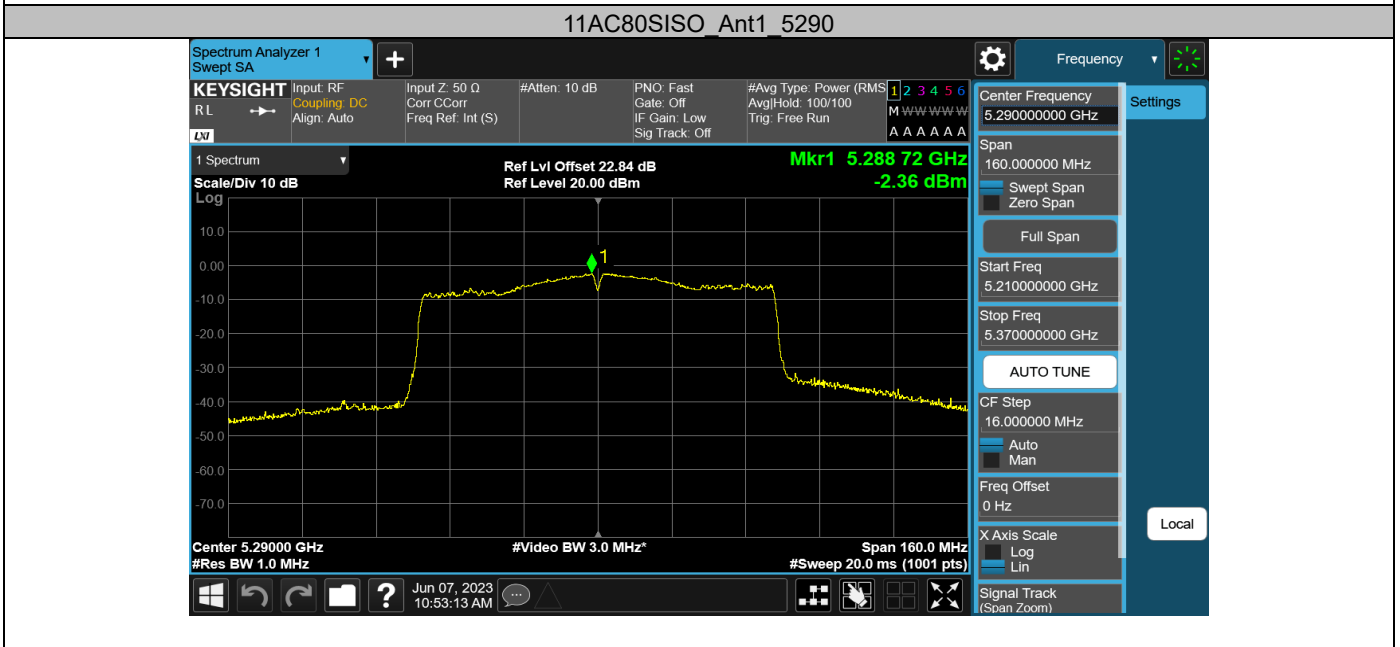 11AC80SISO_Ant1_5290
Spectrum Analyzer 1
Swept SA
Frequency
KEYSIGHT
RL
LXI
Input: RF
Coupling: DC
Align: Auto
Input Z: 50 Ω
Corr CCorr
Freq Ref: Int (S)
#Atten: 10 dB
PNO: Fast
Gate: Off
IF Gain: Low
Sig Track: Off
#Avg Type: Power (RMS
Avg|Hold: 100/100
Trig: Free Run
1 2 3 4 5 6
M W W W W W
A A A A A A
1 Spectrum
Scale/Div 10 dB
Ref Lvl Offset 22.84 dB
Ref Level 20.00 dBm
Mkr1 5.288 72 GHz
-2.36 dBm
Log
10.0
0.00
-10.0
-20.0
-30.0
-40.0
-50.0
-60.0
-70.0
1
Center 5.29000 GHz
#Res BW 1.0 MHz
#Video BW 3.0 MHz*
Span 160.0 MHz
#Sweep 20.0 ms (1001 pts)
Center Frequency
5.290000000 GHz
Span
160.000000 MHz
Swept Span
Zero Span
Full Span
Start Freq
5.210000000 GHz
Stop Freq
5.370000000 GHz
AUTO TUNE
CF Step
16.000000 MHz
Auto
Man
Freq Offset
0 Hz
X Axis Scale
Log
Lin
Signal Track
(Span Zoom)
Settings
Local
?
Jun 07, 2023
10:53:13 AM